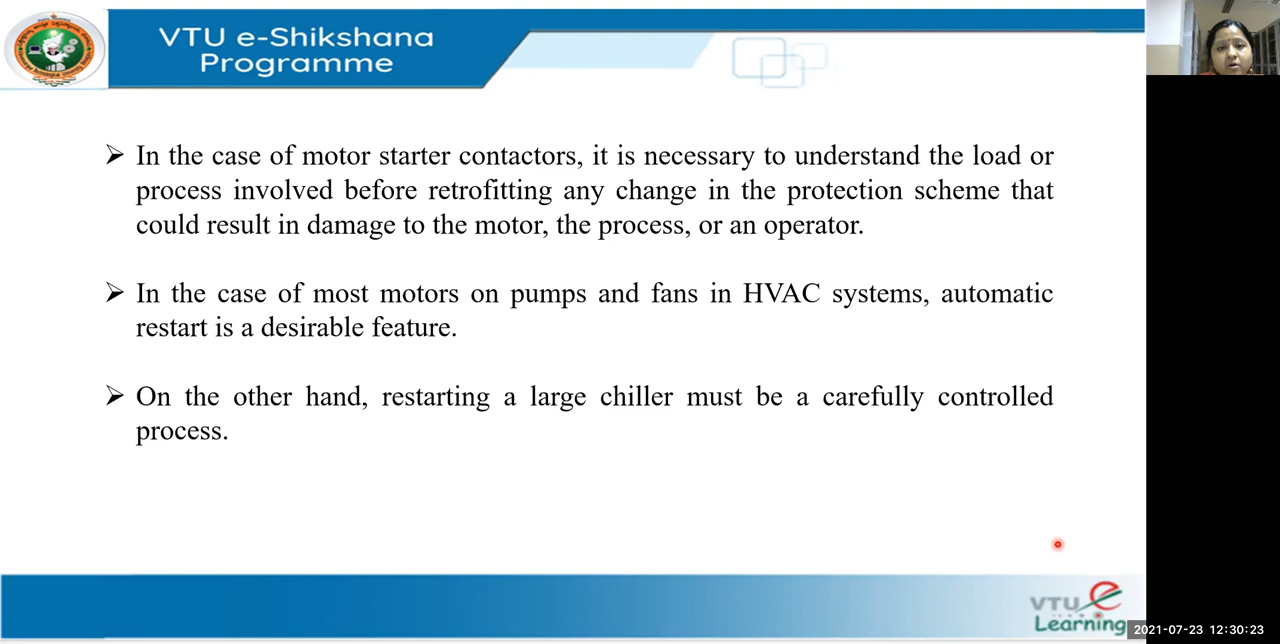 VTU e-Shikshana
Programme
➢ In the case of motor starter contactors, it is necessary to understand the load or
process involved before retrofitting any change in the protection scheme that
could result in damage to the motor, the process, or an operator.
➢ In the case of most motors on pumps and fans in HVAC systems, automatic
restart is a desirable feature.
➢ On the other hand, restarting a large chiller must be a carefully controlled
process.
VTU e
Learning
2021-07-23 12:30:23